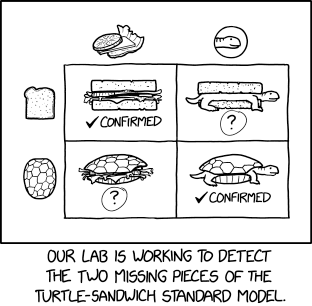 ✓ CONFIRMED
?
?
✓ CONFIRMED
OUR LAB IS WORKING TO DETECT
THE TWO MISSING PIECES OF THE
TURTLE-SANDWICH STANDARD MODEL.